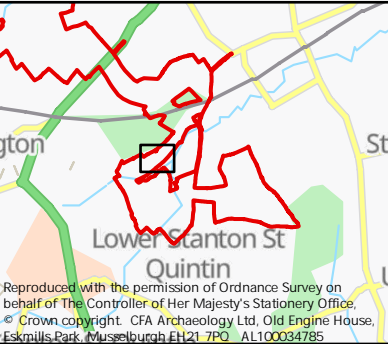 gton
St
Lower Stanton St
Quintin
Reproduced with the permission of Ordnance Survey on
behalf of The Controller of Her Majesty's Stationery Office,
© Crown copyright. CFA Archaeology Ltd, Old Engine House,
Eskmills Park, Musselburgh EH21 7PQ AL100034785